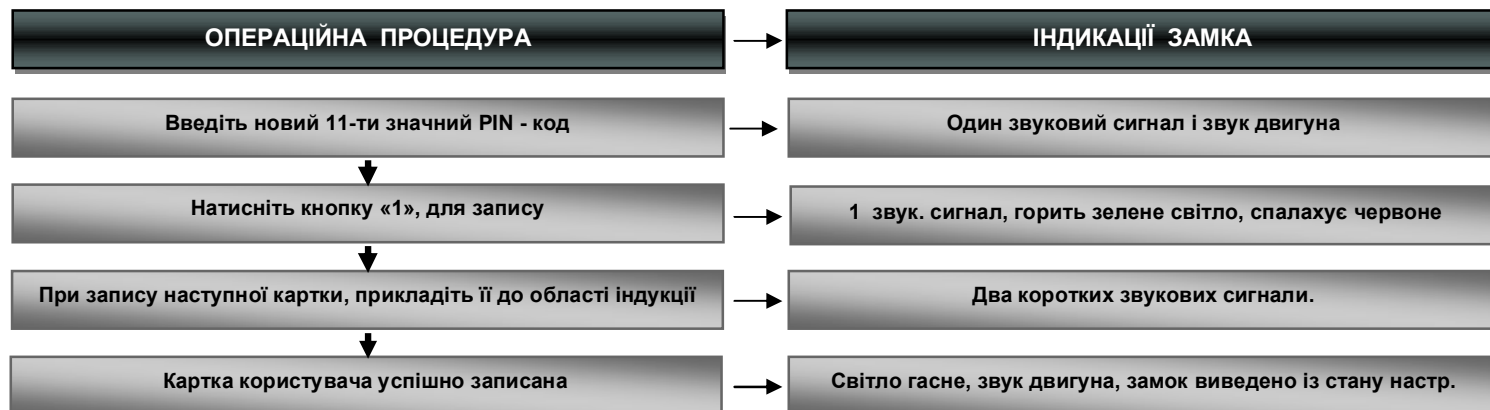 ОПЕРАЦІЙНА ПРОЦЕДУРА
ІНДИКАЦІЇ ЗАМКА
Введіть новий 11-ти значний PIN - код
Один звуковий сигнал і звук двигуна
Натисніть кнопку «1», для запису
1 звук. сигнал, горить зелене світло, спалахує червоне
При запису наступної картки, прикладіть її до області індукції
Два коротких звукових сигнали.
Картка користувача успішно записана
Світло гасне, звук двигуна, замок виведено із стану настр.